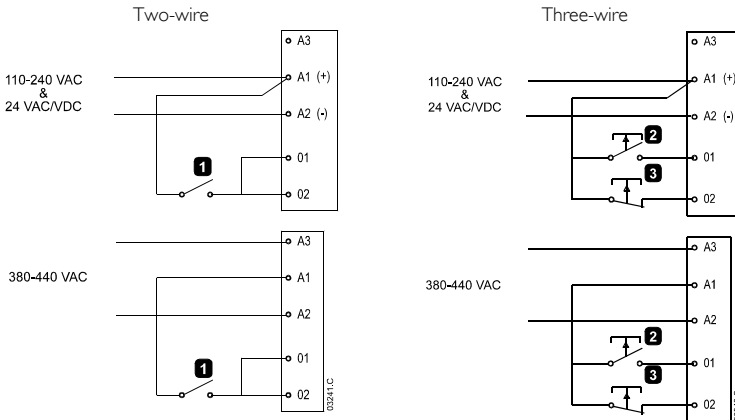 Two-wire
A3
110-240 VAC
&
24 VAC/VDC
A1 (+)
A2 (-)
1
01
02
380-440 VAC
A3
A1
A2
1
01
02
03241.C
Three-wire
A3
110-240 VAC
&
24 VAC/VDC
A1 (+)
A2 (-)
2
01
3
02
380-440 VAC
A3
A1
A2
2
01
3
02